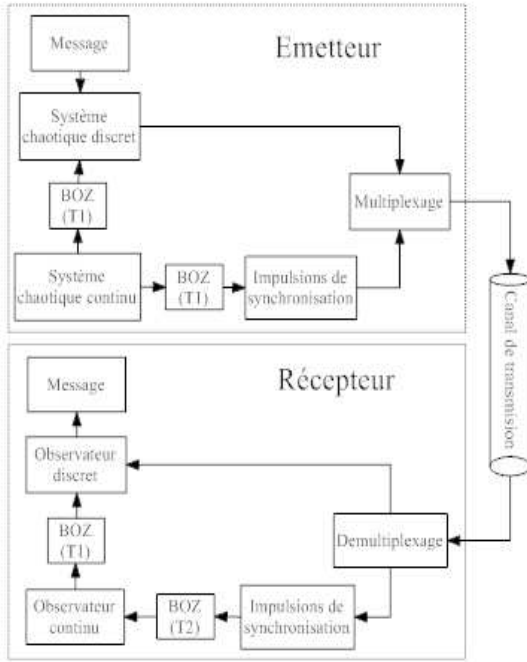 Message
Emetteur
Système
chaotique discret
BOZ
(T1)
Multiplexage
Système
chaotique continu
BOZ
(T1)
Impulsions de
synchronisation
Canal de transmision
Message
Récepteur
Observateur
discret
BOZ
(T1)
Demultiplexage
Observateur
continu
BOZ
(T2)
Impulsions de
synchronisation